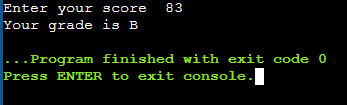 Enter your score  83
Your grade is B

...Program finished with exit code 0
Press ENTER to exit console.